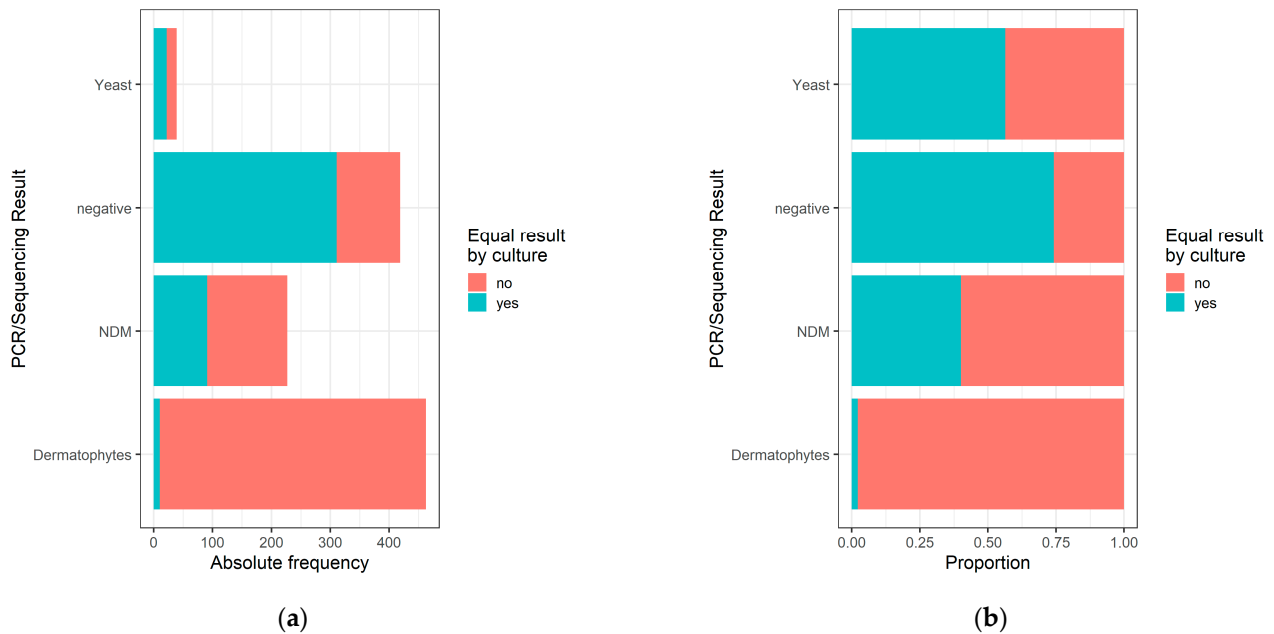 PCR/Sequencing Result
Yeast
negative
NDM
Dermatophytes
0 100 200 300 400
Absolute frequency
Equal result
by culture
no
yes
(a)
PCR/Sequencing Result
Yeast
negative
NDM
Dermatophytes
0.00 0.25 0.50 0.75 1.00
Proportion
Equal result
by culture
no
yes
(b)